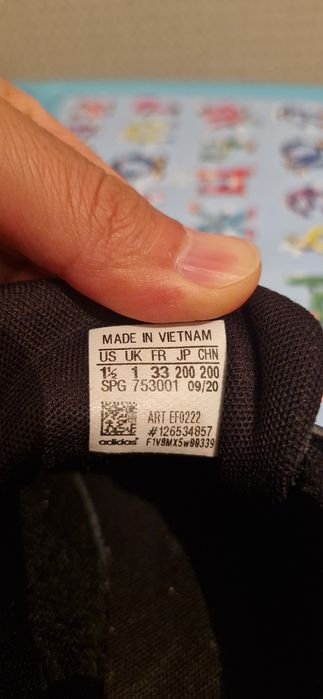 MADE IN VIETNAM
US UK FR JP CHN
1½ 1 33 200 200
SPG 753001 09/20
ART EF0222
#126534857
adidas F1V8MX5w00339